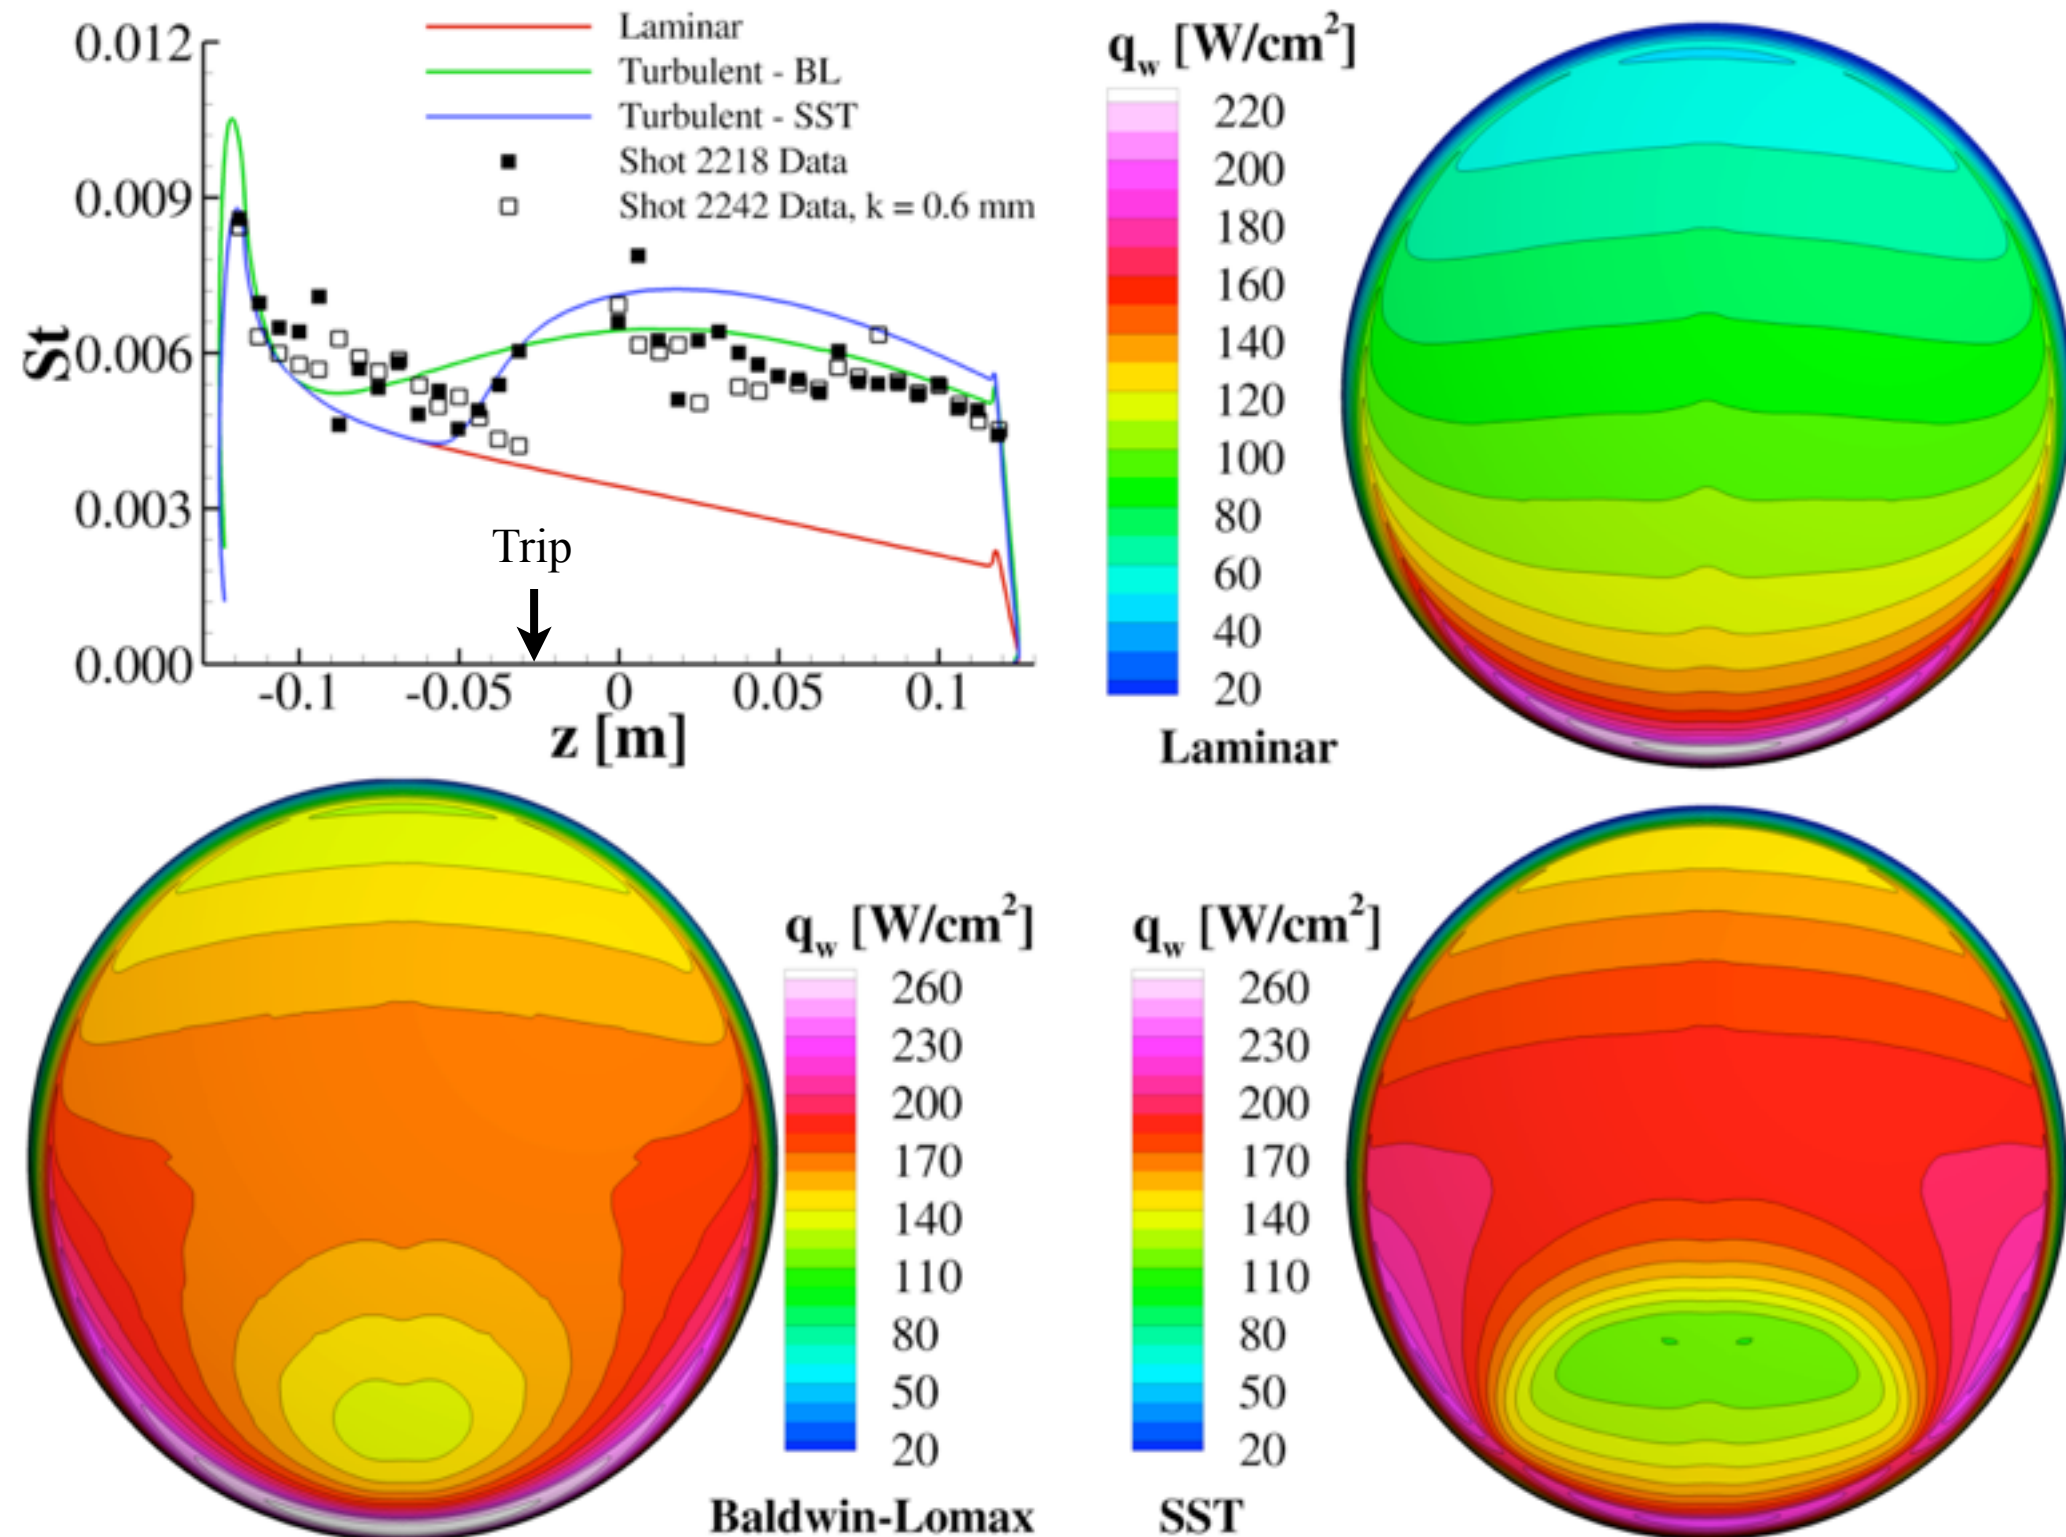 0.012
0.009
0.006
0.003
0.000
St
-0.1
-0.05
0
0.05
0.1
z [m]
Laminar
Turbulent - BL
Turbulent - SST
Shot 2218 Data
Shot 2242 Data, k = 0.6 mm
Trip
q_w [W/cm²]
220
200
180
160
140
120
100
80
60
40
20
Laminar
q_w [W/cm²]
260
230
200
170
140
110
80
50
20
Baldwin-Lomax
q_w [W/cm²]
260
230
200
170
140
110
80
50
20
SST